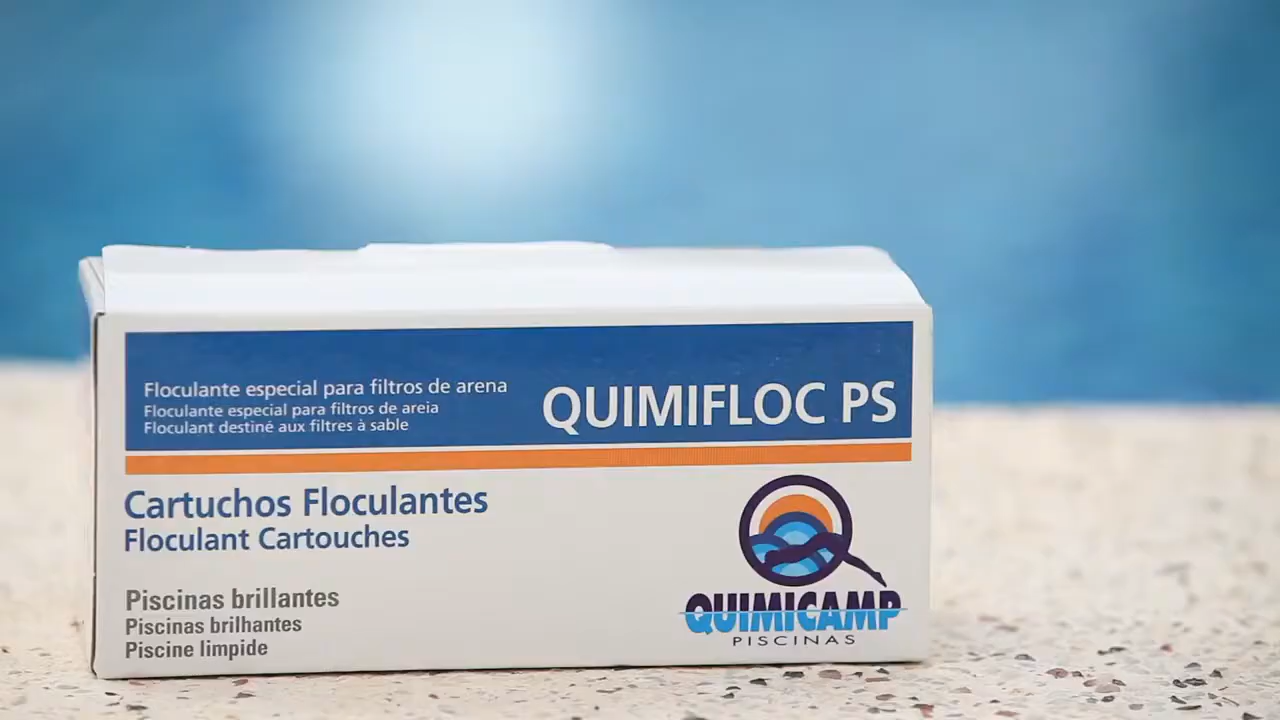 Floculante especial para filtros de arena
Floculante especial para filtros de areia
Floculant destiné aux filtres à sable
QUIMIFLOC PS
Cartuchos Floculantes
Floculant Cartouches
Piscinas brillantes
Piscinas brilhantes
Piscine limpide
QUIMICAMP
PISCINAS